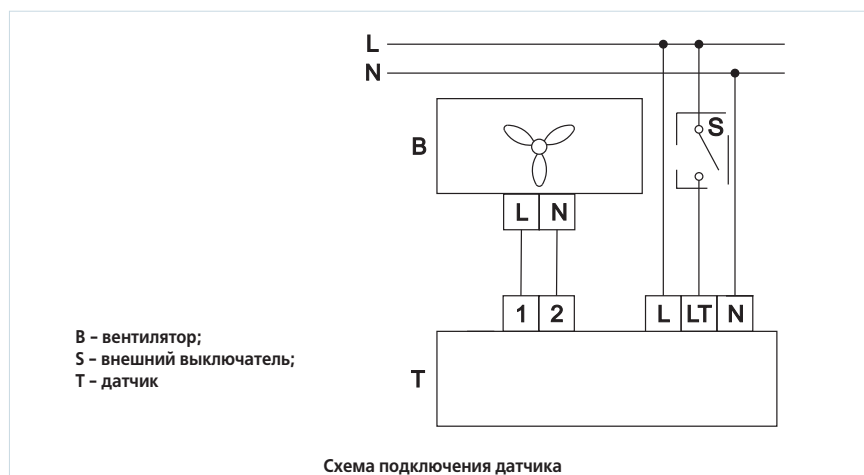 L
N
S
B
L N
1 2 L LT N
B – вентилятор;
S – внешний выключатель;
T – датчик
T
Схема подключения датчика